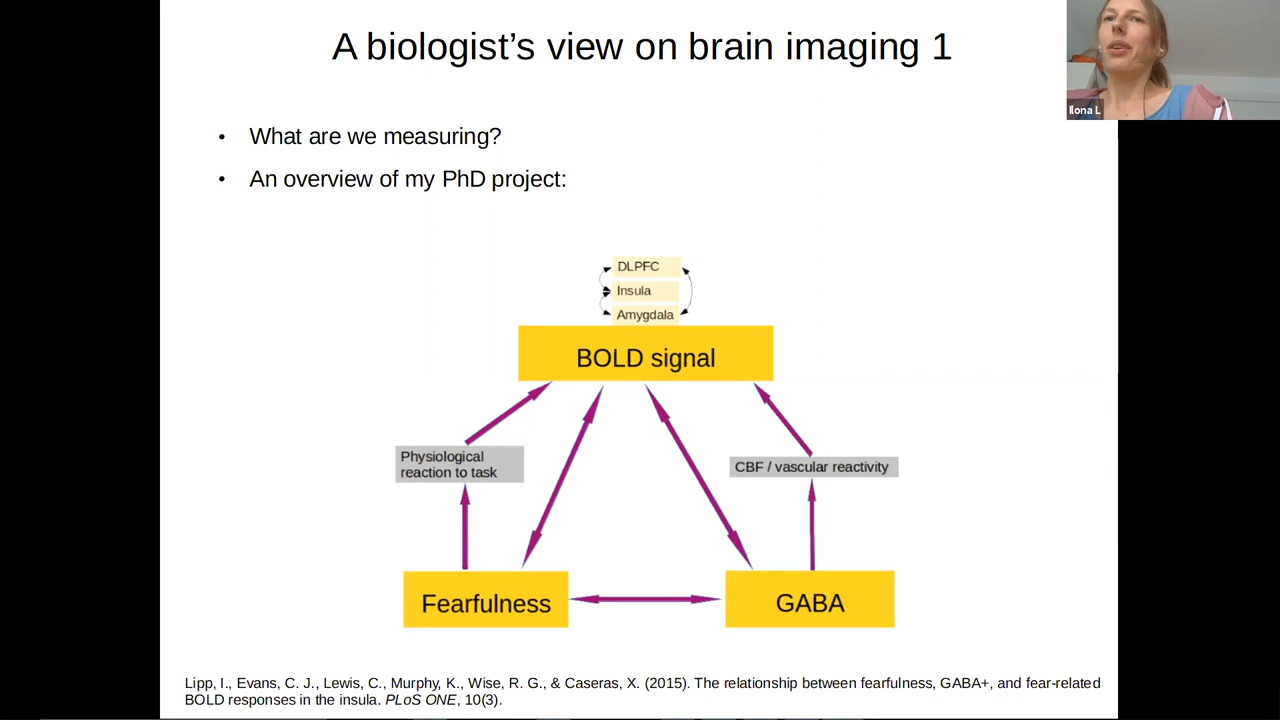 A biologist's view on brain imaging 1
Ilona L
• What are we measuring?
• An overview of my PhD project:
DLPFC
Insula
Amygdala
BOLD signal
Physiological
reaction to task
CBF / vascular reactivity
Fearfulness
GABA
Lipp, I., Evans, C. J., Lewis, C., Murphy, K., Wise, R. G., & Caseras, X. (2015). The relationship between fearfulness, GABA+, and fear-related
BOLD responses in the insula. PLoS ONE, 10(3).